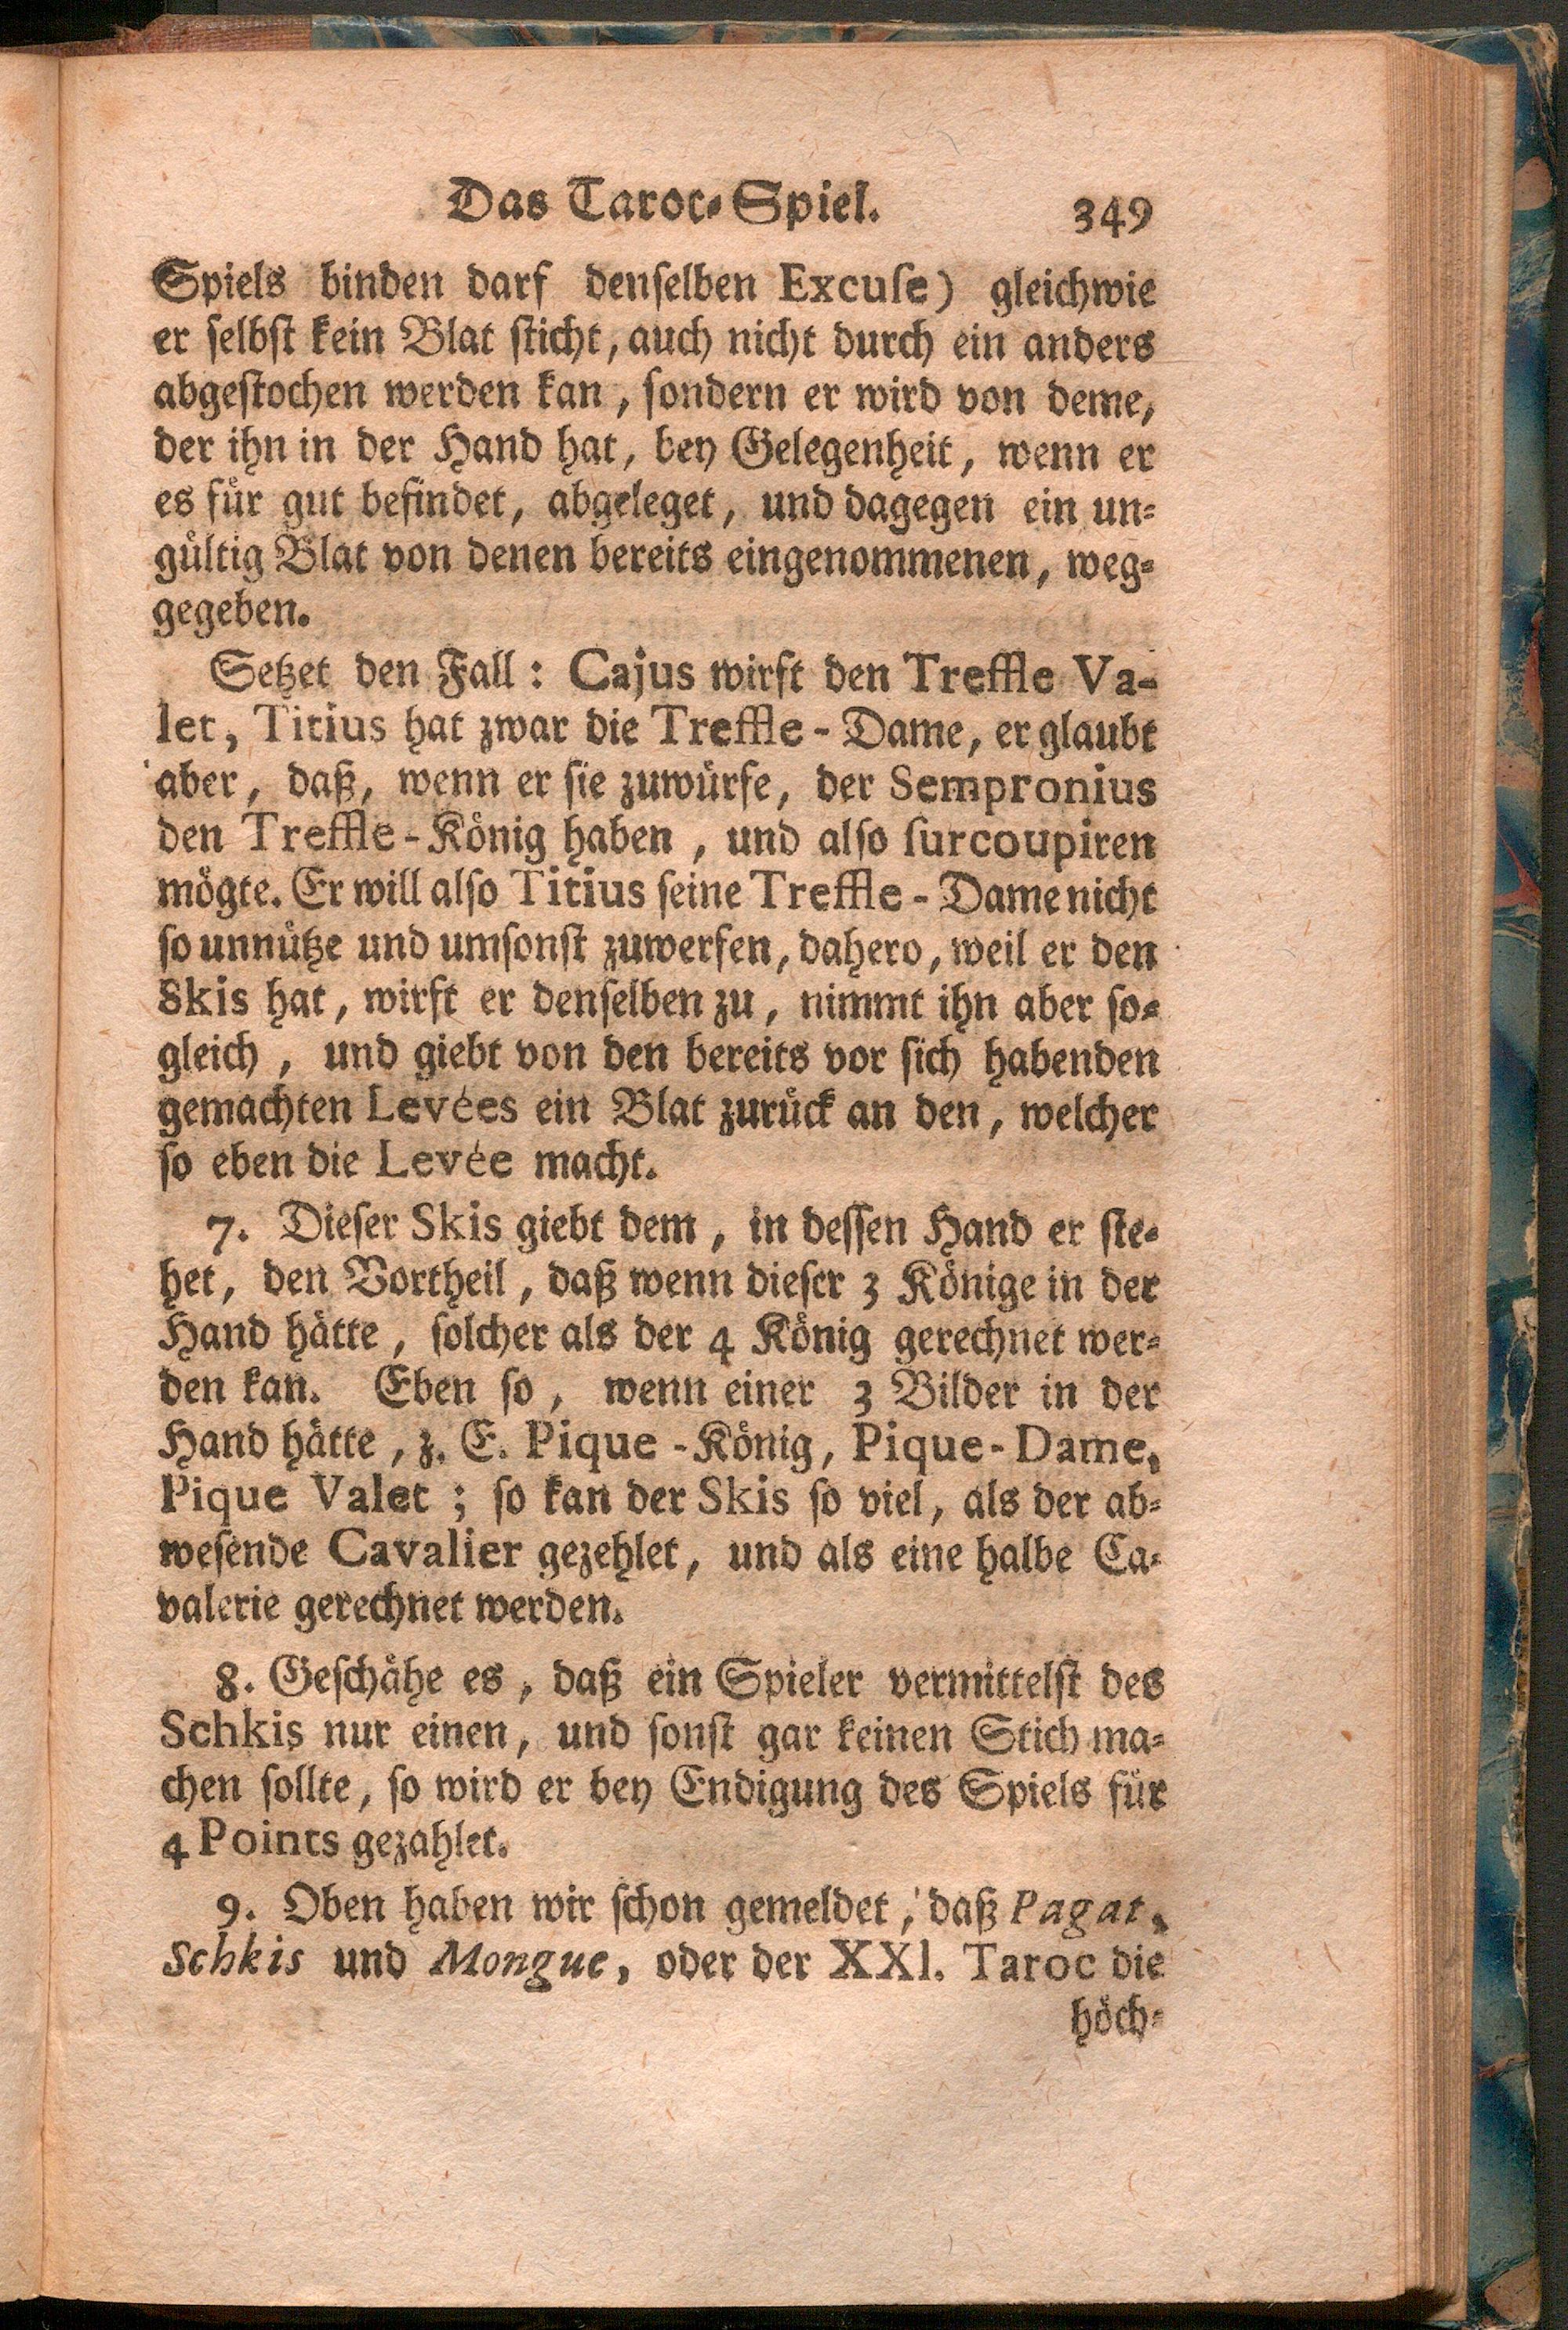 Das Taroc-Spiel. 349
Spiels binden darf denselben Excuse) gleichwie
er selbst kein Blat sticht, auch nicht durch ein anders
abgestochen werden kan, sondern er wird von deme,
der ihn in der Hand hat, bey Gelegenheit, wenn er
es für gut befindet, abgeleget, und dagegen ein un-
gültig Blat von denen bereits eingenommenen, weg-
gegeben.
Setzet den Fall: Cajus wirft den Treffle Va-
let, Titius hat zwar die Treffle-Dame, er glaubt
aber, daß, wenn er sie zuwürfe, der Sempronius
den Treffle-König haben, und also surcoupiren
mögte. Er will also Titius seine Treffle-Dame nicht
so unnütze und umsonst zuwerfen, dahero, weil er den
Skis hat, wirft er denselben zu, nimmt ihn aber so-
gleich, und giebt von den bereits vor sich habenden
gemachten Levées ein Blat zurück an den, welcher
so eben die Levée macht.
7. Dieser Skis giebt dem, in dessen Hand er ste-
het, den Vortheil, daß wenn dieser 3 Könige in der
Hand hätte, solcher als der 4 König gerechnet wer-
den kan. Eben so, wenn einer 3 Bilder in der
Hand hätte, z. E. Pique-König, Pique-Dame,
Pique Valet; so kan der Skis so viel, als der ab-
wesende Cavalier gezehlet, und als eine halbe Ca-
valerie gerechnet werden.
8. Geschähe es, daß ein Spieler vermittelst des
Schkis nur einen, und sonst gar keinen Stich ma-
chen sollte, so wird er bey Endigung des Spiels für
4 Points gezahlet.
9. Oben haben wir schon gemeldet, daß Pagat,
Schkis und Mongue, oder der XXI. Taroc die
höch-